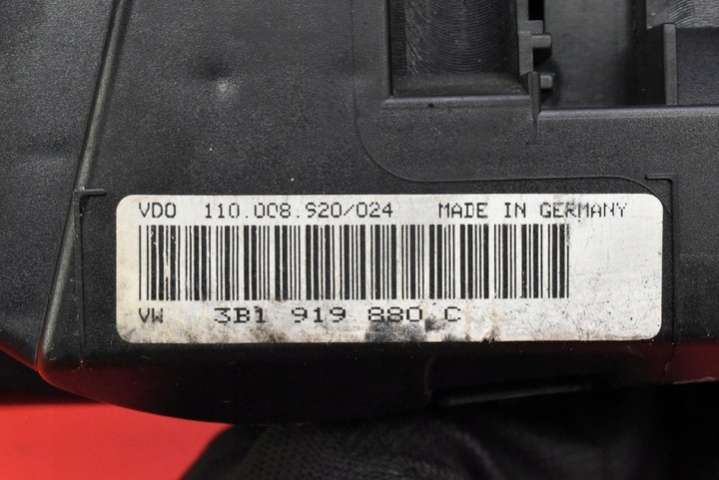 VDO 110.008.920/024 MADE IN GERMANY
VW 3B1 919 880 C